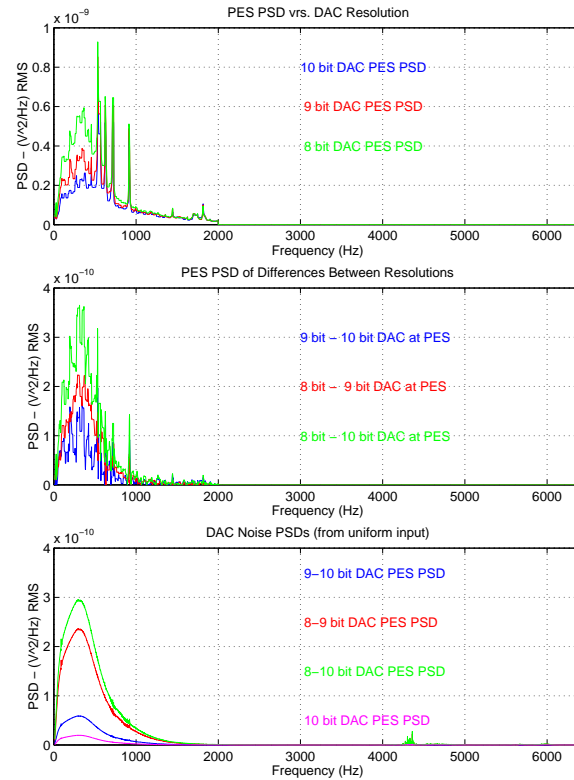 PES PSD vrs. DAC Resolution
x 10−9
1
0.8
0.6
0.4
0.2
0
PSD − (V^2/Hz) RMS
10 bit DAC PES PSD
9 bit DAC PES PSD
8 bit DAC PES PSD
0 1000 2000 3000 4000 5000 6000
Frequency (Hz)
PES PSD of Differences Between Resolutions
x 10−10
4
3
2
1
0
PSD − (V^2/Hz) RMS
9 bit − 10 bit DAC at PES
8 bit − 9 bit DAC at PES
8 bit − 10 bit DAC at PES
0 1000 2000 3000 4000 5000 6000
Frequency (Hz)
DAC Noise PSDs (from uniform input)
x 10−10
4
3
2
1
0
PSD − (V^2/Hz) RMS
9−10 bit DAC PES PSD
8−9 bit DAC PES PSD
8−10 bit DAC PES PSD
10 bit DAC PES PSD
0 1000 2000 3000 4000 5000 6000
Frequency (Hz)